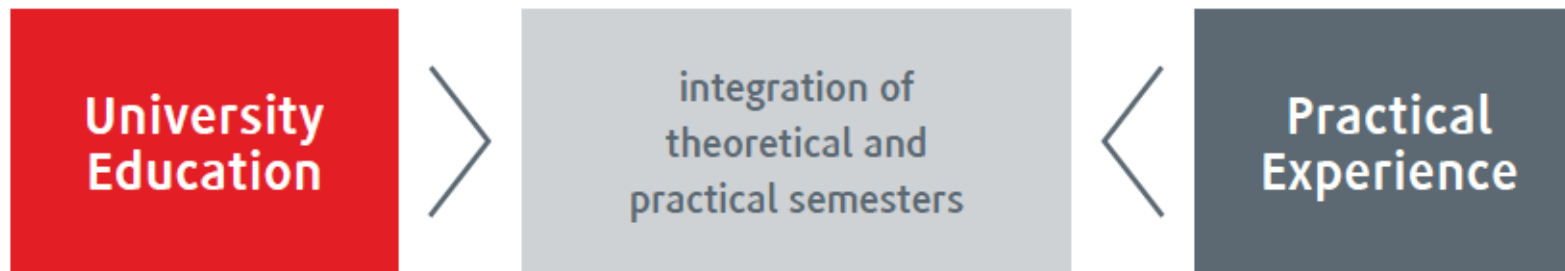 University
Education
integration of
theoretical and
practical semesters
Practical
Experience